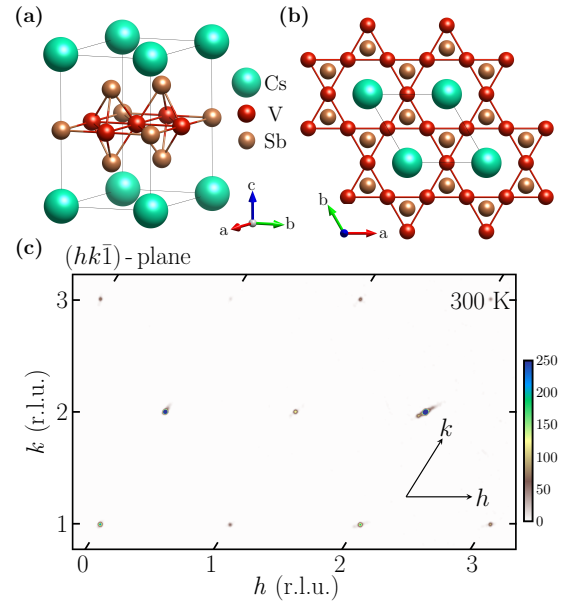 (a)
(b)
Cs
V
Sb
c
b
a
b
a
(c)
(hk1̄) - plane
300 K
3
2
1
k (r.l.u.)
k
h
250
200
150
100
50
0
0
1
2
3
h (r.l.u.)